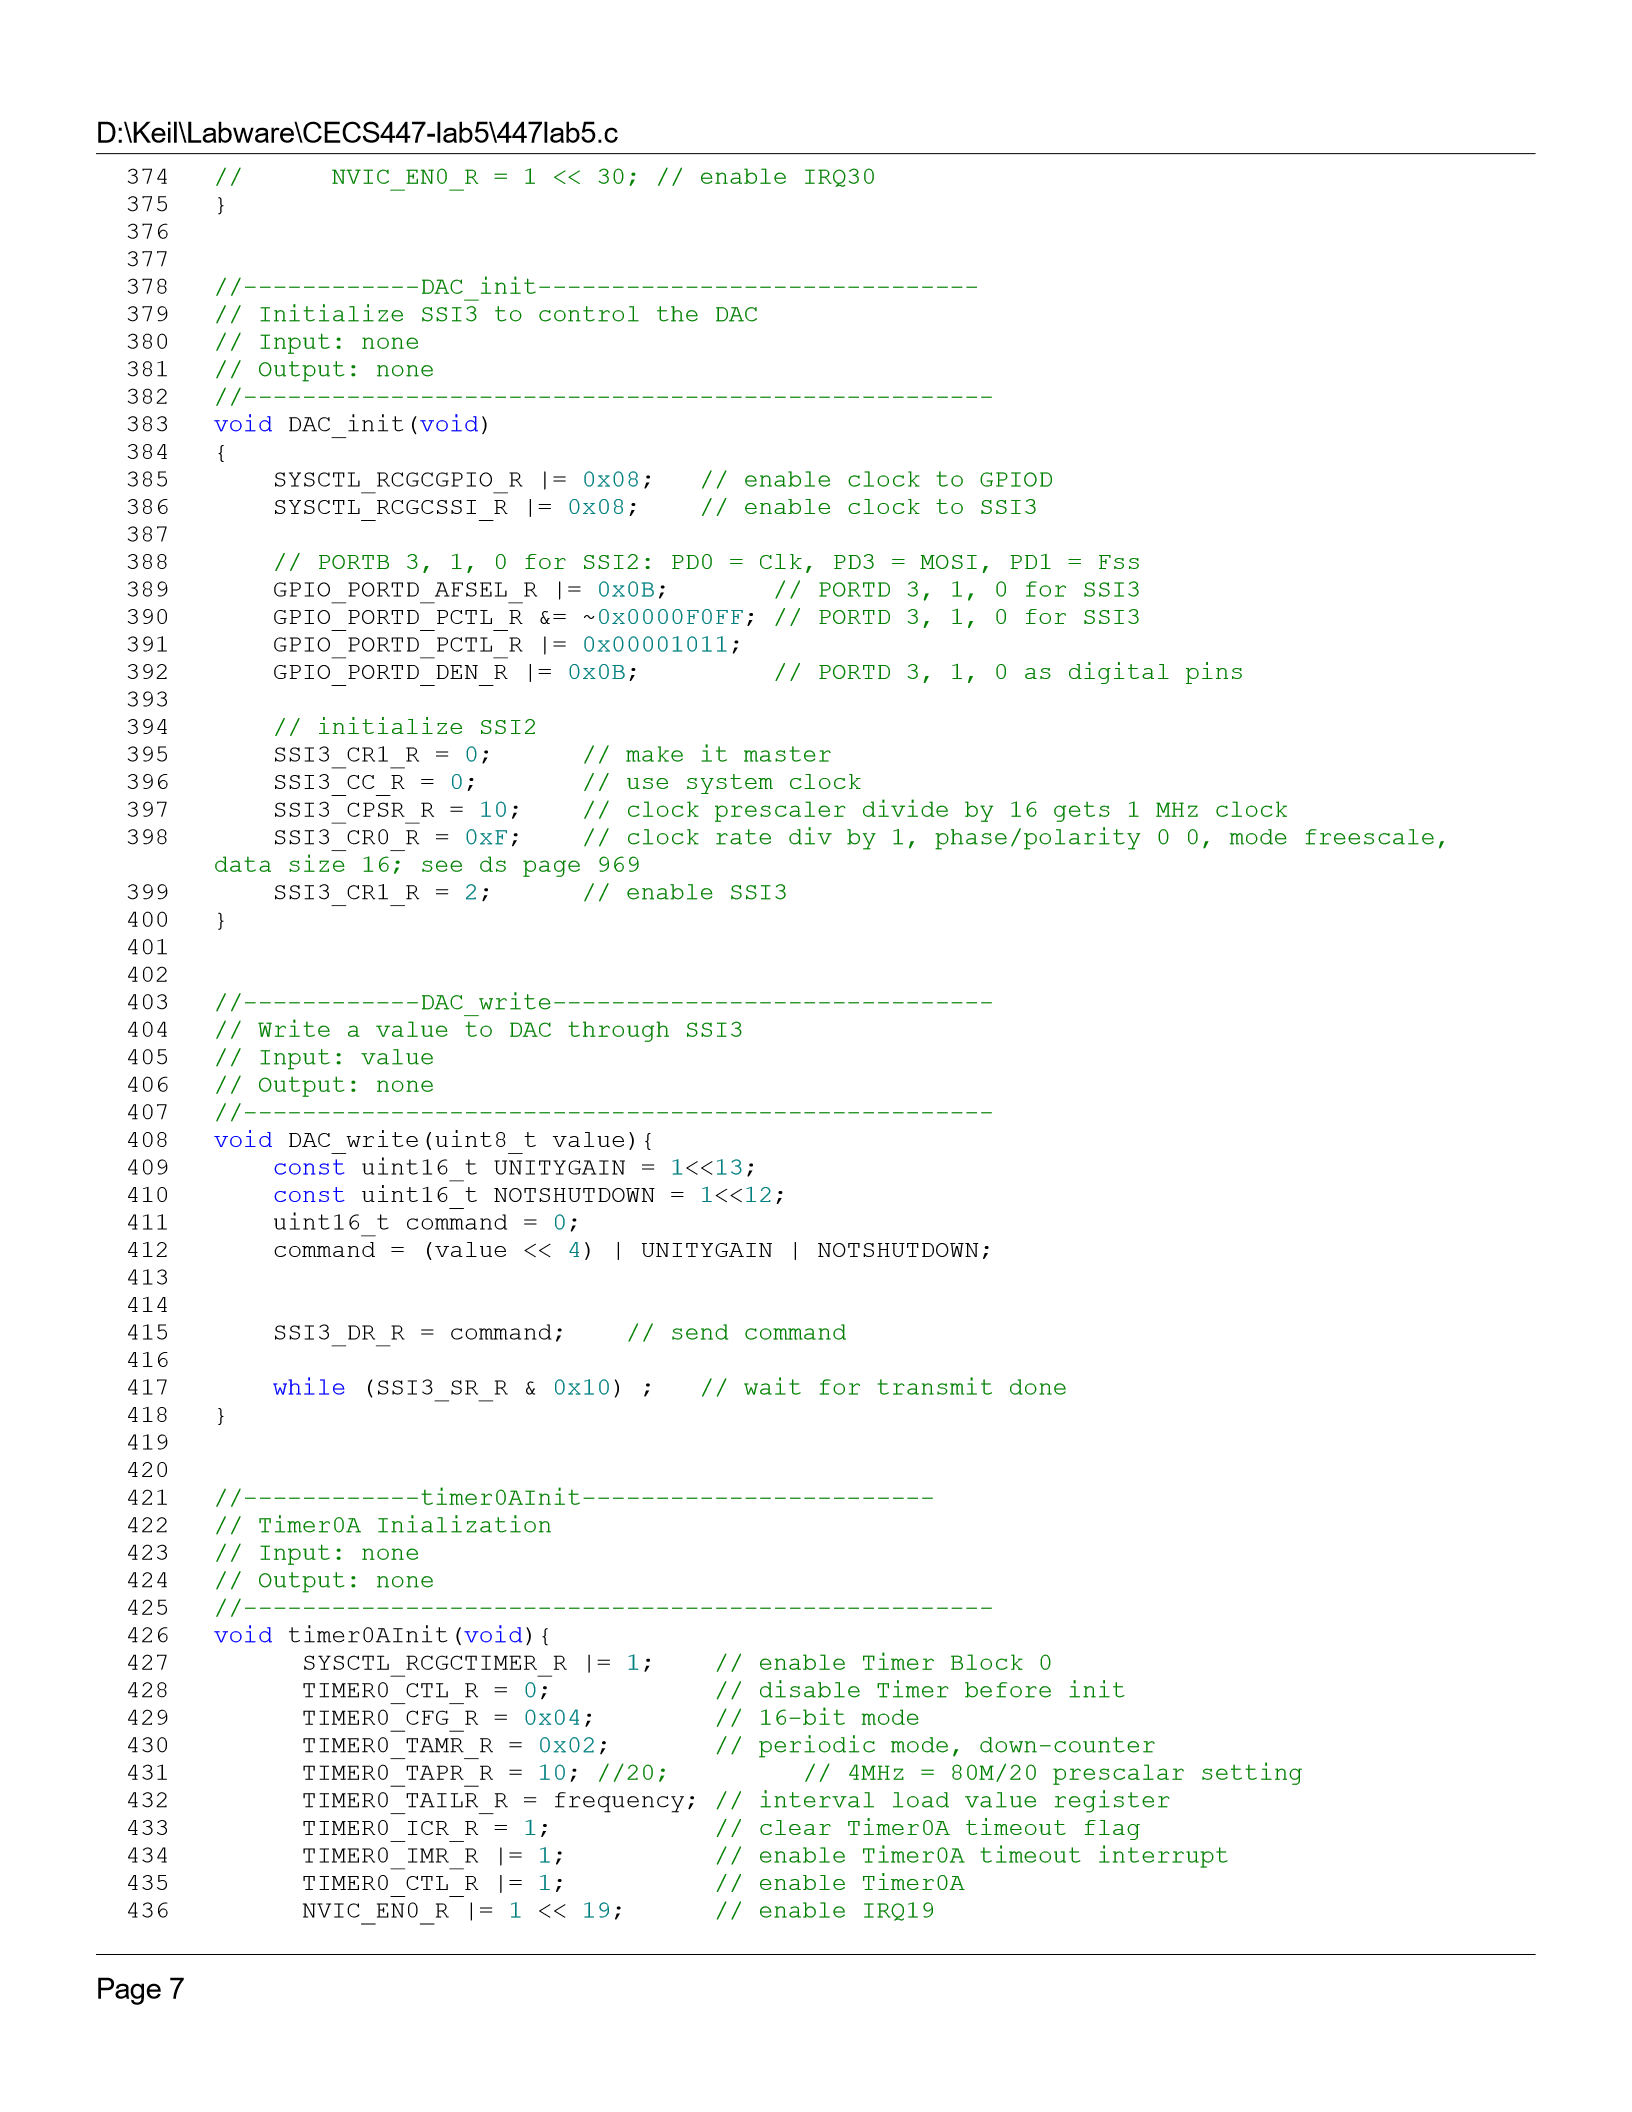 D:\Keil\Labware\CECS447-lab5\447lab5.c
374 //      NVIC_EN0_R = 1 << 30; // enable IRQ30
375 }
376
377
378 //------------DAC_init------------------------------
379 // Initialize SSI3 to control the DAC
380 // Input: none
381 // Output: none
382 //---------------------------------------------------
383 void DAC_init(void)
384 {
385     SYSCTL_RCGCGPIO_R |= 0x08;   // enable clock to GPIOD
386     SYSCTL_RCGCSSI_R |= 0x08;    // enable clock to SSI3
387
388     // PORTB 3, 1, 0 for SSI2: PD0 = Clk, PD3 = MOSI, PD1 = Fss
389     GPIO_PORTD_AFSEL_R |= 0x0B;       // PORTD 3, 1, 0 for SSI3
390     GPIO_PORTD_PCTL_R &= ~0x0000F0FF; // PORTD 3, 1, 0 for SSI3
391     GPIO_PORTD_PCTL_R |= 0x00001011;
392     GPIO_PORTD_DEN_R |= 0x0B;         // PORTD 3, 1, 0 as digital pins
393
394     // initialize SSI2
395     SSI3_CR1_R = 0;      // make it master
396     SSI3_CC_R = 0;       // use system clock
397     SSI3_CPSR_R = 10;    // clock prescaler divide by 16 gets 1 MHz clock
398     SSI3_CR0_R = 0xF;    // clock rate div by 1, phase/polarity 0 0, mode freescale,
data size 16; see ds page 969
399     SSI3_CR1_R = 2;      // enable SSI3
400 }
401
402
403 //------------DAC_write------------------------------
404 // Write a value to DAC through SSI3
405 // Input: value
406 // Output: none
407 //---------------------------------------------------
408 void DAC_write(uint8_t value){
409     const uint16_t UNITYGAIN = 1<<13;
410     const uint16_t NOTSHUTDOWN = 1<<12;
411     uint16_t command = 0;
412     command = (value << 4) | UNITYGAIN | NOTSHUTDOWN;
413
414
415     SSI3_DR_R = command;    // send command
416
417     while (SSI3_SR_R & 0x10) ;   // wait for transmit done
418 }
419
420
421 //------------timer0AInit------------------------
422 // Timer0A Inialization
423 // Input: none
424 // Output: none
425 //---------------------------------------------------
426 void timer0AInit(void){
427       SYSCTL_RCGCTIMER_R |= 1;    // enable Timer Block 0
428       TIMER0_CTL_R = 0;           // disable Timer before init
429       TIMER0_CFG_R = 0x04;        // 16-bit mode
430       TIMER0_TAMR_R = 0x02;       // periodic mode, down-counter
431       TIMER0_TAPR_R = 10; //20;         // 4MHz = 80M/20 prescalar setting
432       TIMER0_TAILR_R = frequency; // interval load value register
433       TIMER0_ICR_R = 1;           // clear Timer0A timeout flag
434       TIMER0_IMR_R |= 1;          // enable Timer0A timeout interrupt
435       TIMER0_CTL_R |= 1;          // enable Timer0A
436       NVIC_EN0_R |= 1 << 19;      // enable IRQ19
Page 7